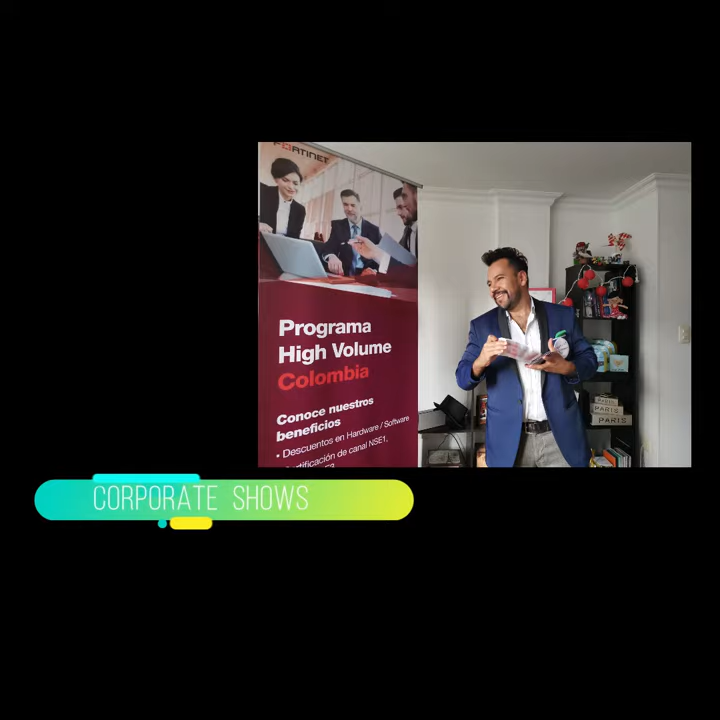 FORTINET
Programa
High Volume
Colombia
Conoce nuestros
beneficios
• Descuentos en Hardware / Software
Certificación de canal NSE1,
PARIS
PARIS
CORPORATE SHOWS